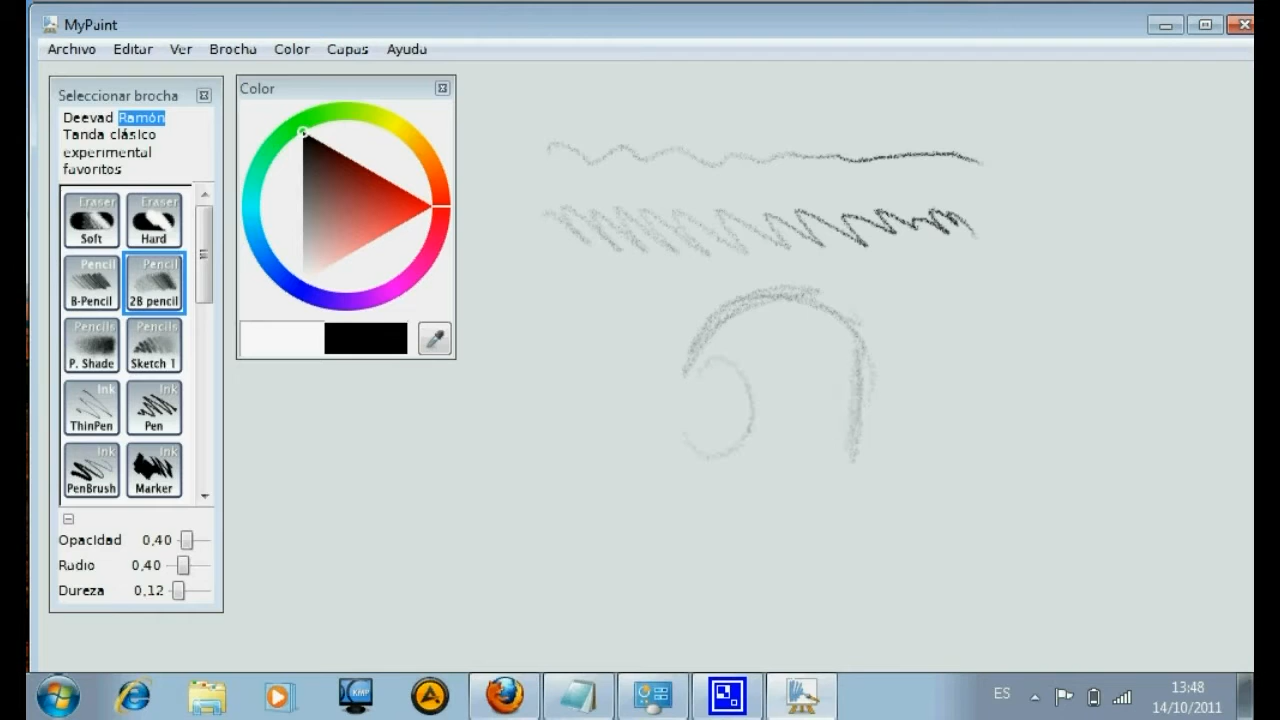 MyPaint
Archivo Editar Ver Brocha Color Capas Ayuda
Seleccionar brocha
Deevad Ramón
Tanda clásico
experimental
favoritos
Eraser Soft
Eraser Hard
Pencil B-Pencil
Pencil 2B pencil
Pencils P. Shade
Pencils Sketch 1
Ink ThinPen
Ink Pen
Ink PenBrush
Ink Marker
Opacidad 0,40
Radio 0,40
Dureza 0,12
Color
KMP
ES
13:48
14/10/2011